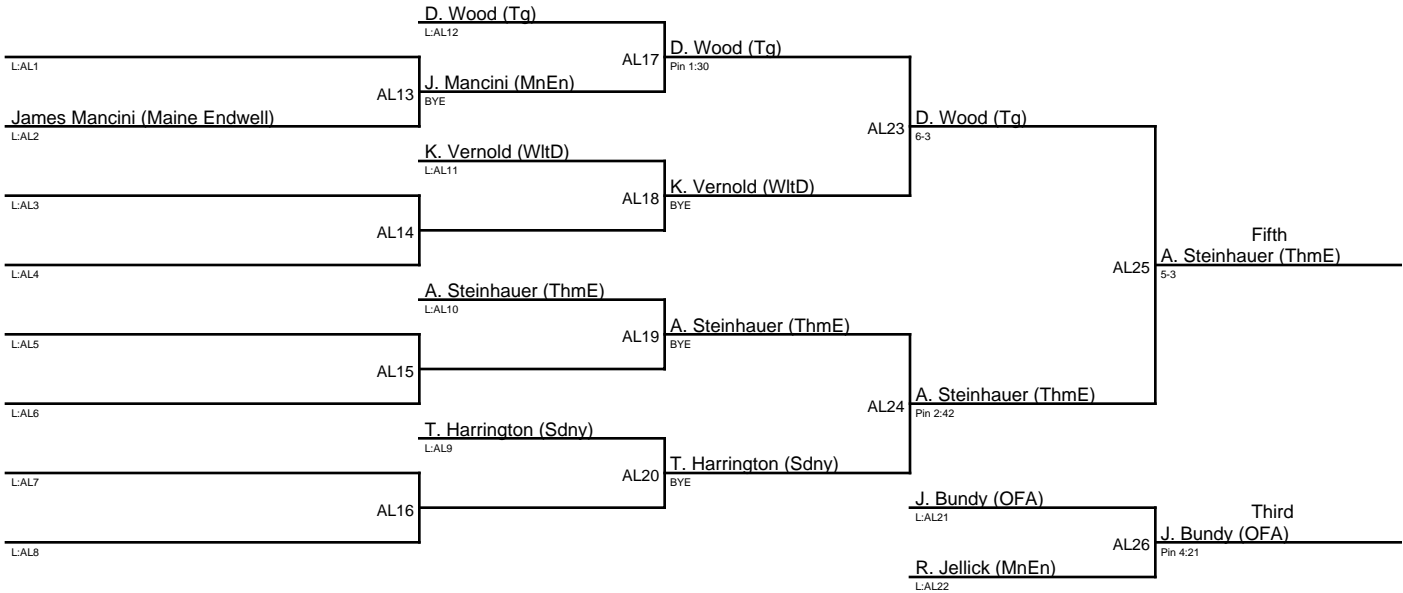 D. Wood (Tg)
L:AL12
AL17
D. Wood (Tg)
Pin 1:30
L:AL1
AL13
J. Mancini (MnEn)
BYE
James Mancini (Maine Endwell)
L:AL2
AL23
D. Wood (Tg)
6-3
K. Vernold (WltD)
L:AL11
AL18
K. Vernold (WltD)
BYE
L:AL3
AL14
L:AL4
Fifth
AL25
A. Steinhauer (ThmE)
5-3
A. Steinhauer (ThmE)
L:AL10
AL19
A. Steinhauer (ThmE)
BYE
L:AL5
AL15
L:AL6
AL24
A. Steinhauer (ThmE)
Pin 2:42
T. Harrington (Sdny)
L:AL9
AL20
T. Harrington (Sdny)
BYE
L:AL7
AL16
L:AL8
J. Bundy (OFA)
L:AL21
Third
AL26
J. Bundy (OFA)
Pin 4:21
R. Jellick (MnEn)
L:AL22